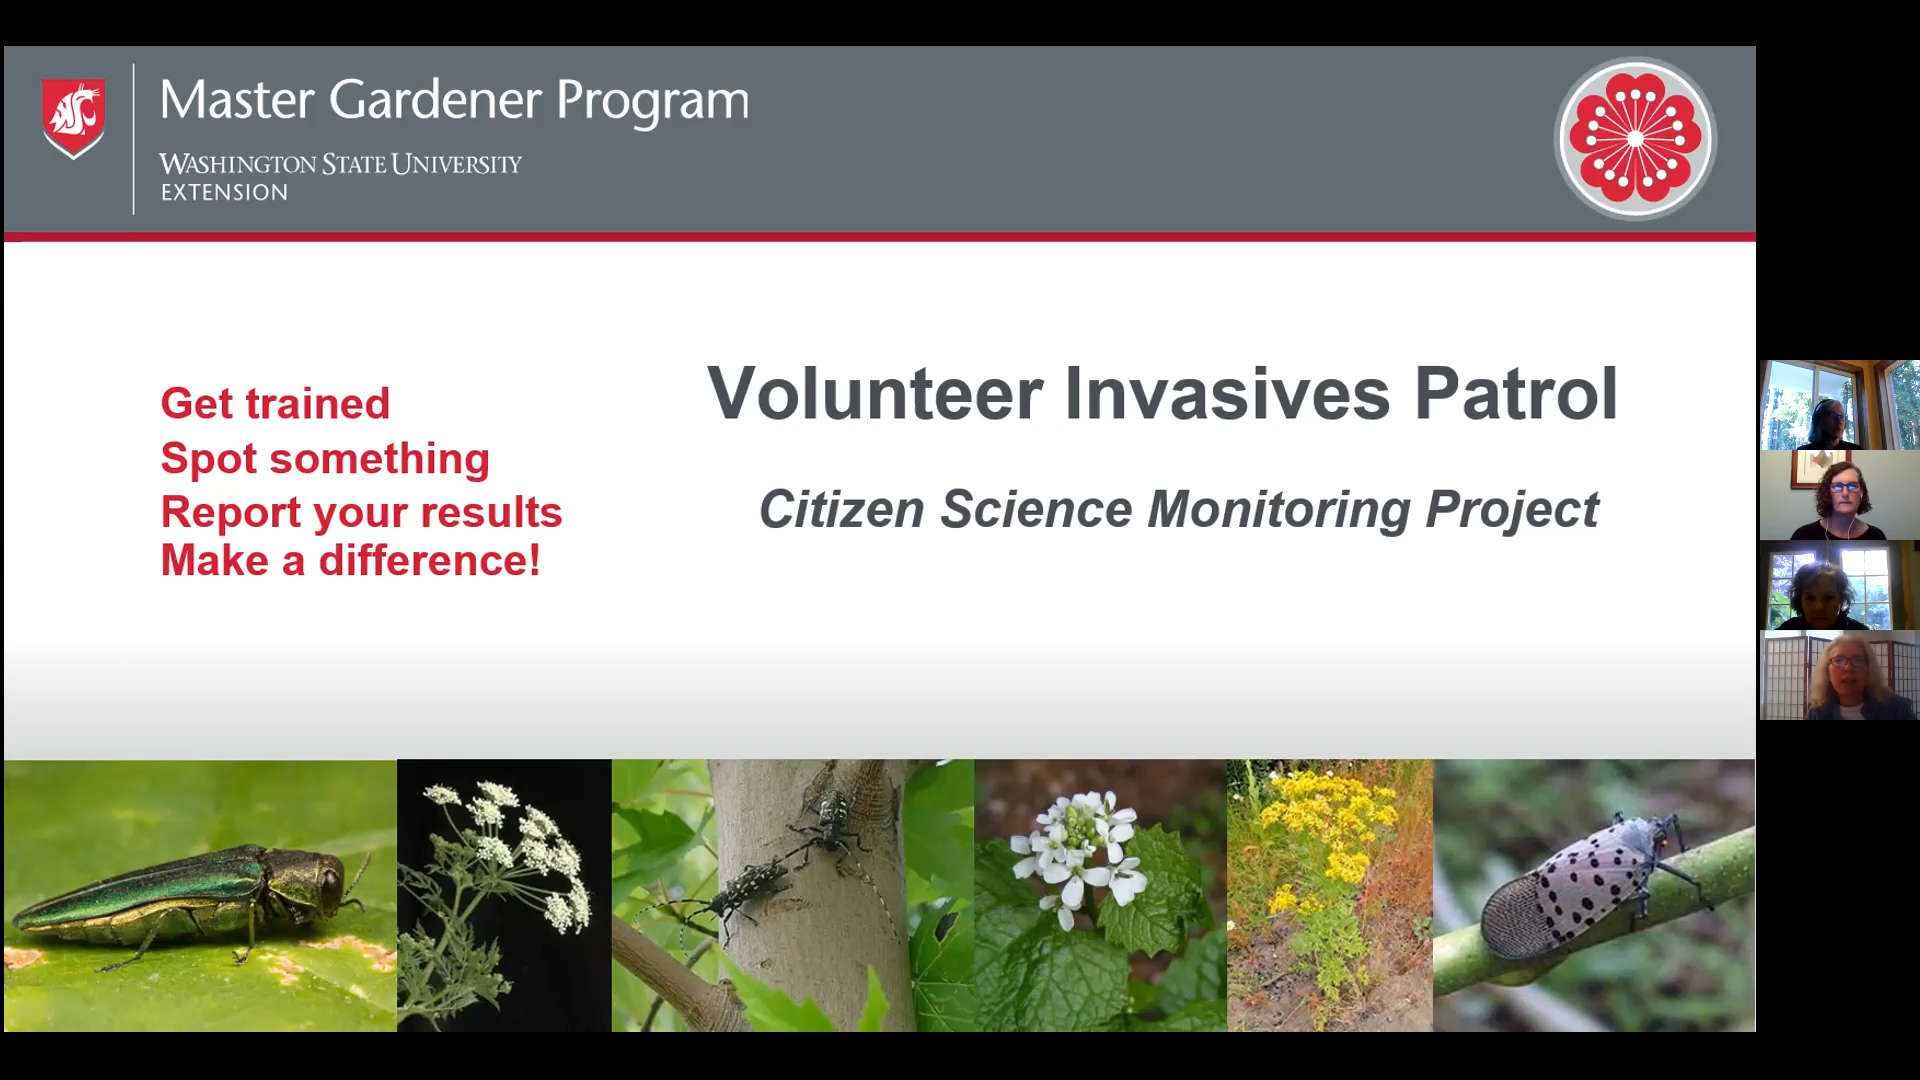 Master Gardener Program
WASHINGTON STATE UNIVERSITY
EXTENSION
Get trained
Spot something
Report your results
Make a difference!
Volunteer Invasives Patrol
Citizen Science Monitoring Project